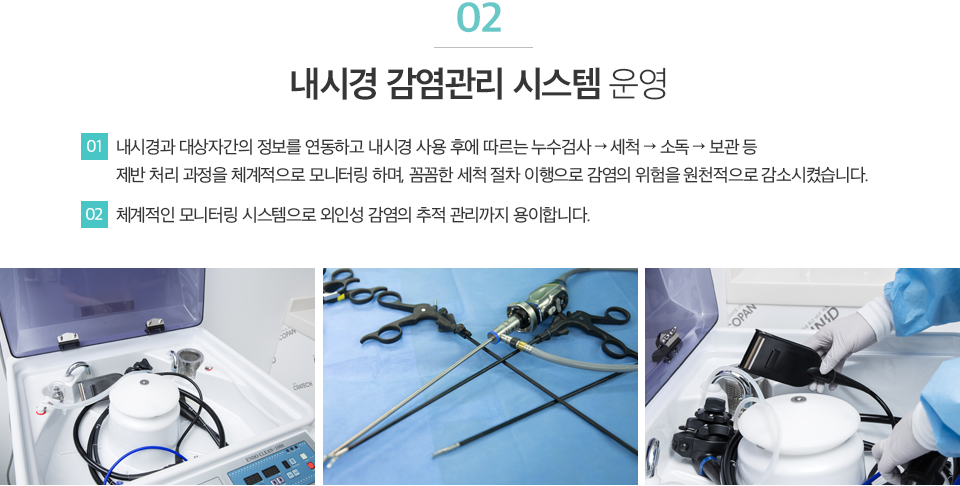 02
내시경 감염관리 시스템 운영
01 내시경과 대상자간의 정보를 연동하고 내시경 사용 후에 따르는 누수검사 → 세척 → 소독 → 보관 등
제반 처리 과정을 체계적으로 모니터링 하며, 꼼꼼한 세척 절차 이행으로 감염의 위험을 원천적으로 감소시켰습니다.
02 체계적인 모니터링 시스템으로 외인성 감염의 추적 관리까지 용이합니다.
COPAN
COPAN